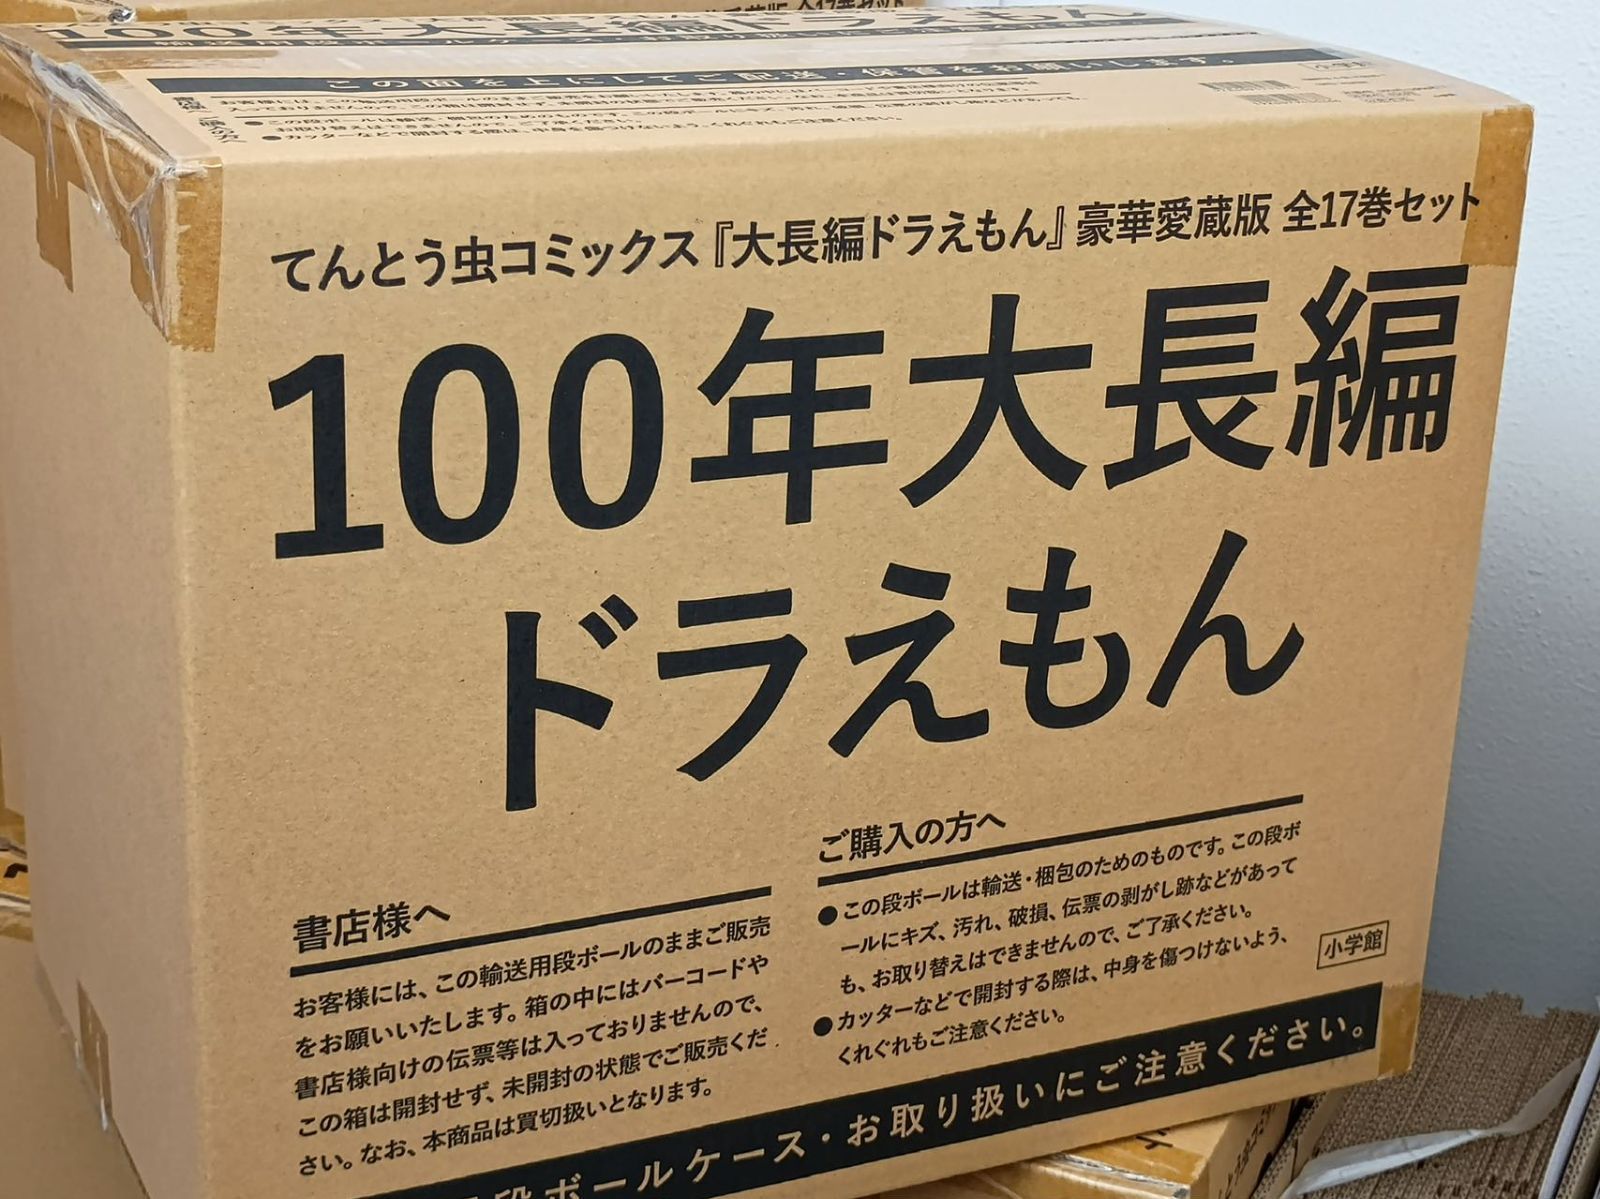 100年大長編ドラえもん
この面を上にしてご配送・保管をお願いします。
てんとう虫コミックス『大長編ドラえもん』豪華愛蔵版 全17巻セット
100年大長編
ドラえもん
書店様へ
お客様には、この輸送用段ボールのままご販売
をお願いいたします。箱の中にはバーコードや
書店様向けの伝票等は入っておりませんので、
この箱は開封せず、未開封の状態でご販売くだ
さい。なお、本商品は買切扱いとなります。
ご購入の方へ
●この段ボールは輸送・梱包のためのものです。この段ボ
ールにキズ、汚れ、破損、伝票の剥がし跡などがあって
も、お取り替えはできませんので、ご了承ください。
●カッターなどで開封する際は、中身を傷つけないよう、
くれぐれもご注意ください。
小学館
段ボールケース・お取り扱いにご注意ください。